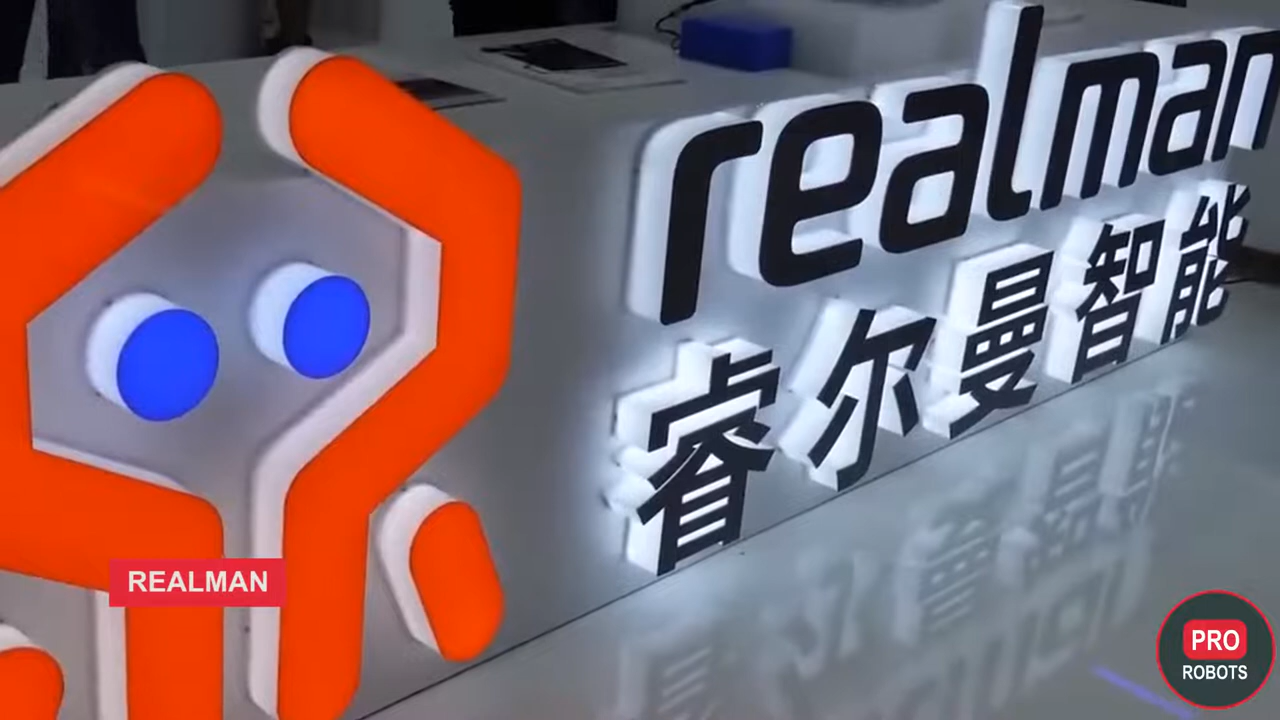 realman
睿尔曼智能
REALMAN
PRO
ROBOTS